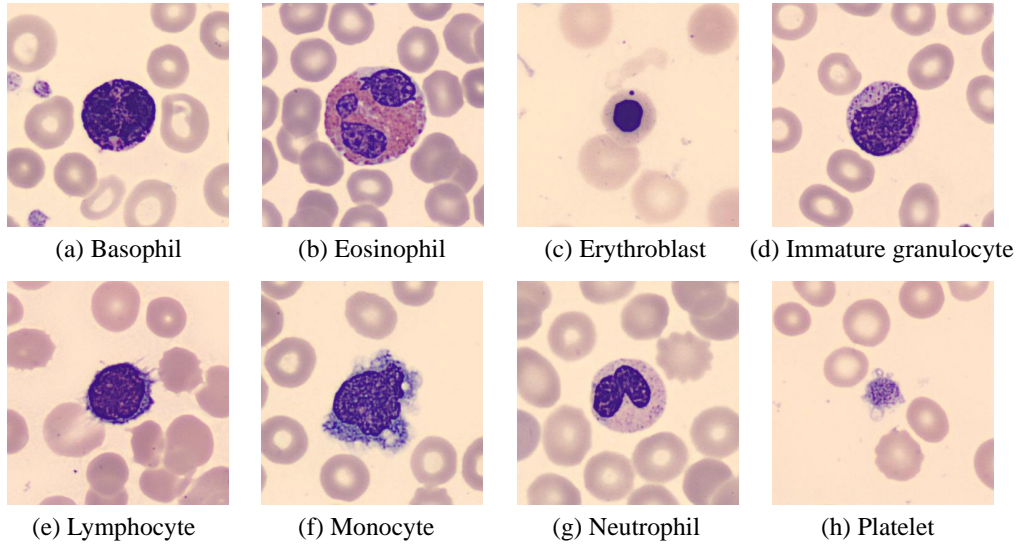 (a) Basophil
(b) Eosinophil
(c) Erythroblast
(d) Immature granulocyte
(e) Lymphocyte
(f) Monocyte
(g) Neutrophil
(h) Platelet